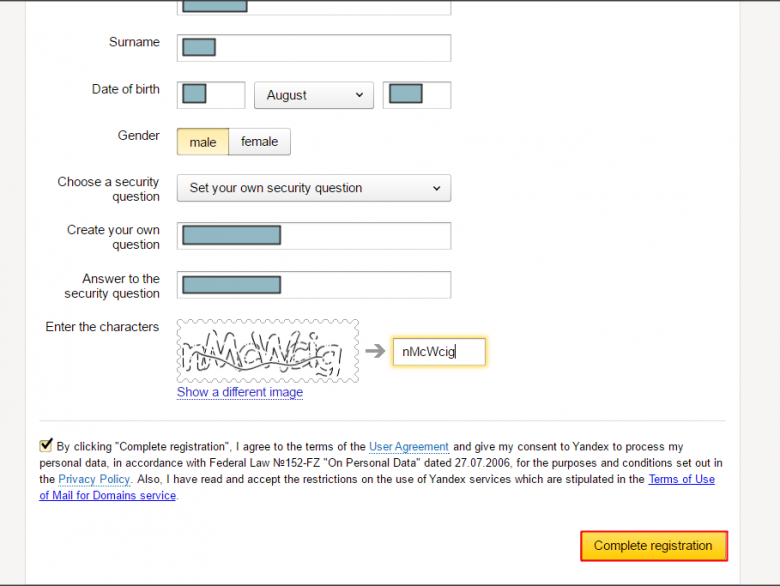 Surname
Date of birth
August
Gender
male female
Choose a security
question
Set your own security question
Create your own
question
Answer to the
security question
Enter the characters
nMcWcig
nMcWcig
Show a different image
By clicking "Complete registration", I agree to the terms of the User Agreement and give my consent to Yandex to process my
personal data, in accordance with Federal Law №152-FZ "On Personal Data" dated 27.07.2006, for the purposes and conditions set out in
the Privacy Policy. Also, I have read and accept the restrictions on the use of Yandex services which are stipulated in the Terms of Use
of Mail for Domains service.
Complete registration